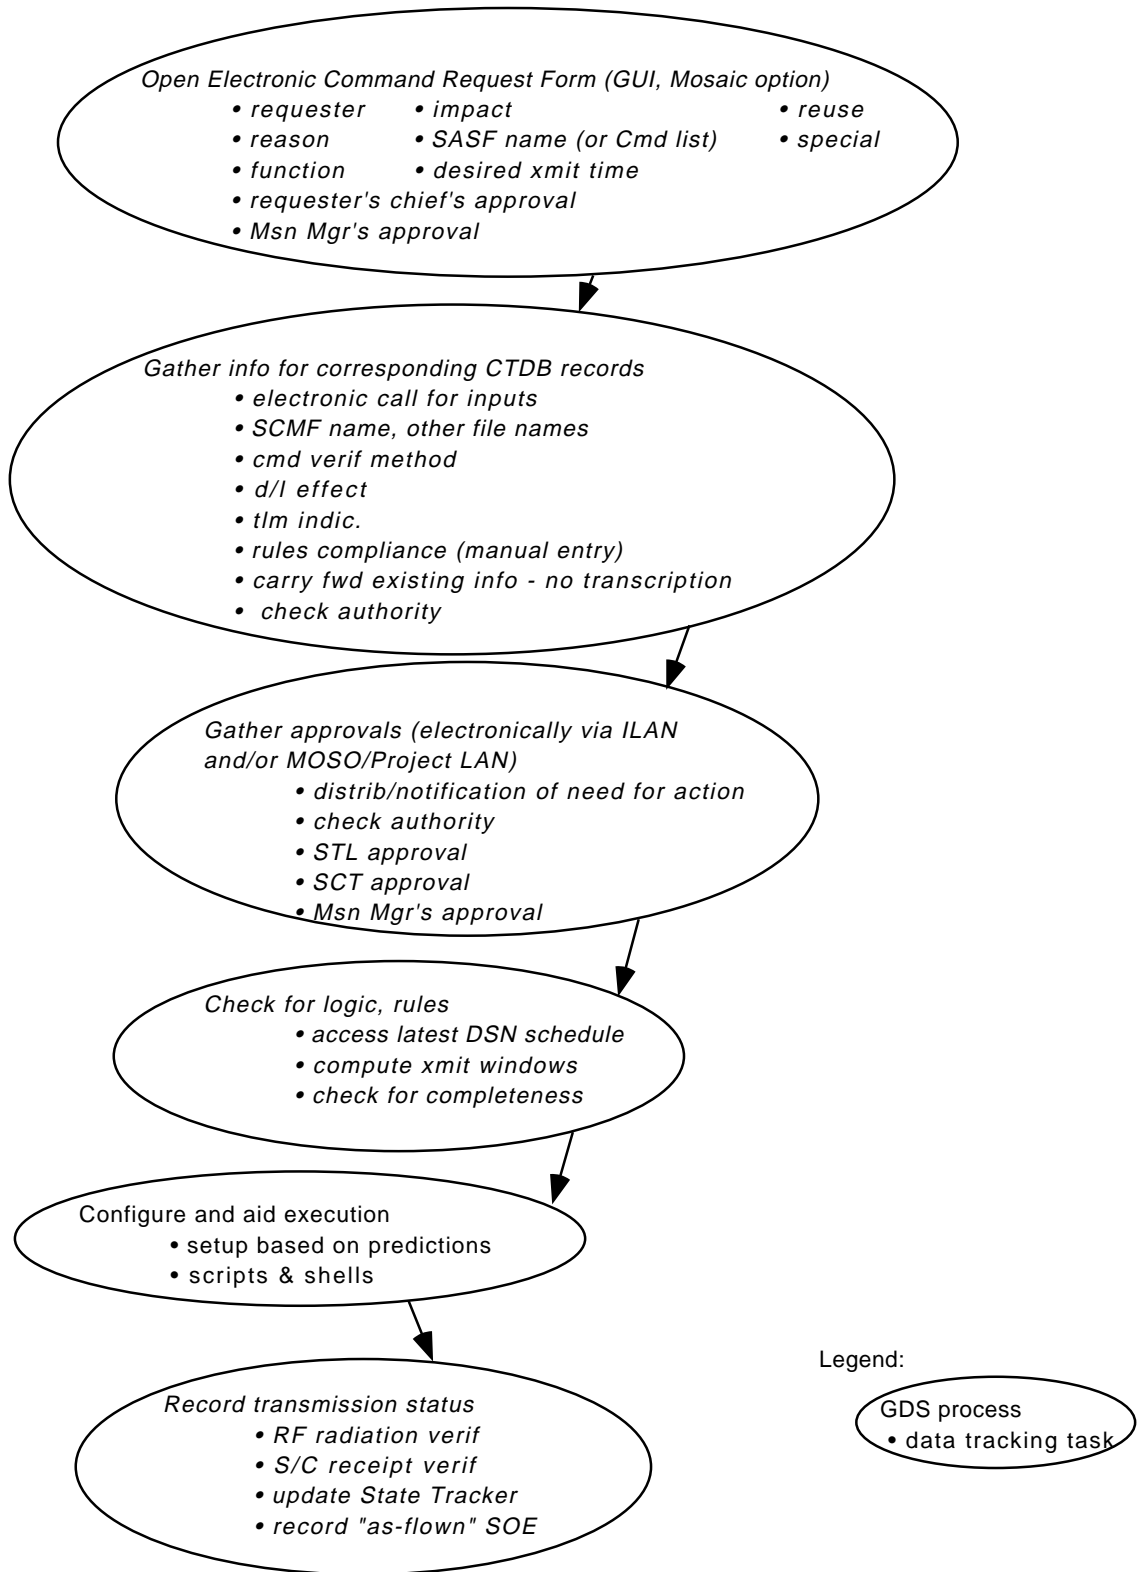 Open Electronic Command Request Form (GUI, Mosaic option)
• requester • impact • reuse
• reason • SASF name (or Cmd list) • special
• function • desired xmit time
• requester's chief's approval
• Msn Mgr's approval
Gather info for corresponding CTDB records
• electronic call for inputs
• SCMF name, other file names
• cmd verif method
• d/l effect
• tlm indic.
• rules compliance (manual entry)
• carry fwd existing info - no transcription
• check authority
Gather approvals (electronically via ILAN
and/or MOSO/Project LAN)
• distrib/notification of need for action
• check authority
• STL approval
• SCT approval
• Msn Mgr's approval
Check for logic, rules
• access latest DSN schedule
• compute xmit windows
• check for completeness
Configure and aid execution
• setup based on predictions
• scripts & shells
Record transmission status
• RF radiation verif
• S/C receipt verif
• update State Tracker
• record "as-flown" SOE
Legend:
GDS process
• data tracking task